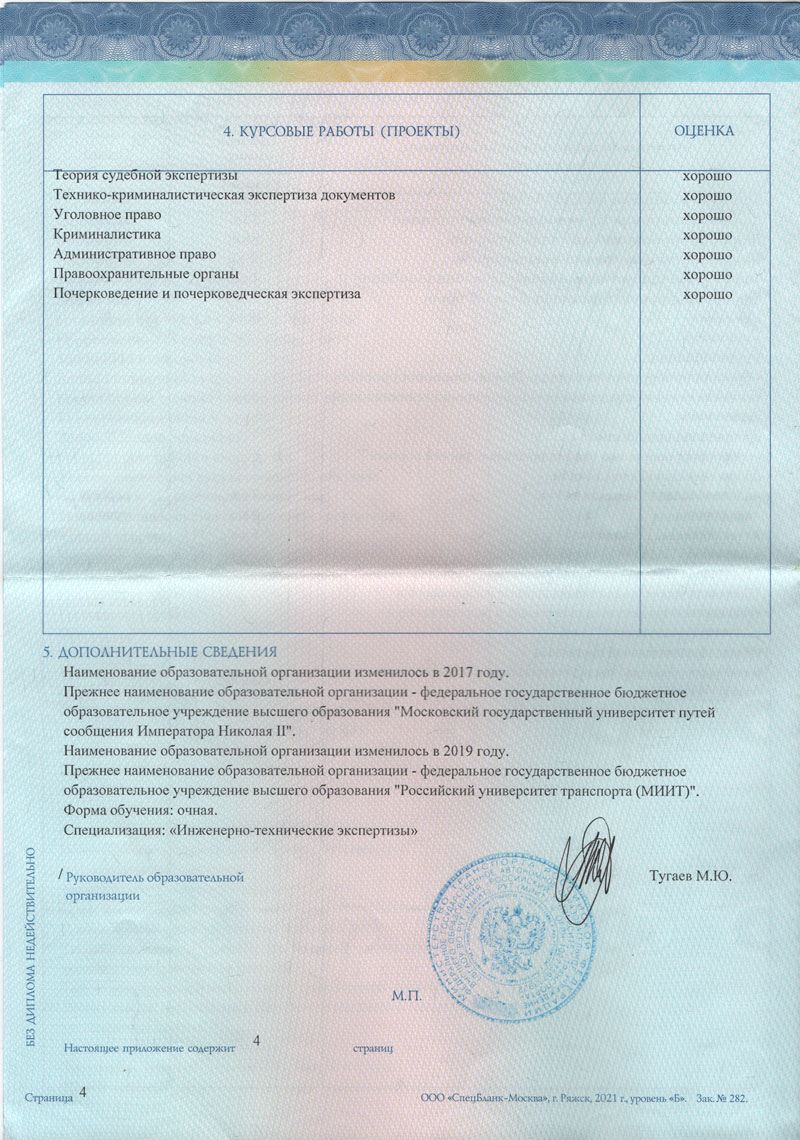 4. КУРСОВЫЕ РАБОТЫ (ПРОЕКТЫ) ОЦЕНКА
Теория судебной экспертизы хорошо
Технико-криминалистическая экспертиза документов хорошо
Уголовное право хорошо
Криминалистика хорошо
Административное право хорошо
Правоохранительные органы хорошо
Почерковедение и почерковедческая экспертиза хорошо
5. ДОПОЛНИТЕЛЬНЫЕ СВЕДЕНИЯ
Наименование образовательной организации изменилось в 2017 году.
Прежнее наименование образовательной организации - федеральное государственное бюджетное
образовательное учреждение высшего образования "Московский государственный университет путей
сообщения Императора Николая II".
Наименование образовательной организации изменилось в 2019 году.
Прежнее наименование образовательной организации - федеральное государственное бюджетное
образовательное учреждение высшего образования "Российский университет транспорта (МИИТ)".
Форма обучения: очная.
Специализация: «Инженерно-технические экспертизы»
/ Руководитель образовательной
организации
Тугаев М.Ю.
М.П.
БЕЗ ДИПЛОМА НЕДЕЙСТВИТЕЛЬНО
Настоящее приложение содержит 4 страниц
Страница 4
ООО «СпецБланк-Москва», г. Ряжск, 2021 г., уровень «Б». Зак. № 282.